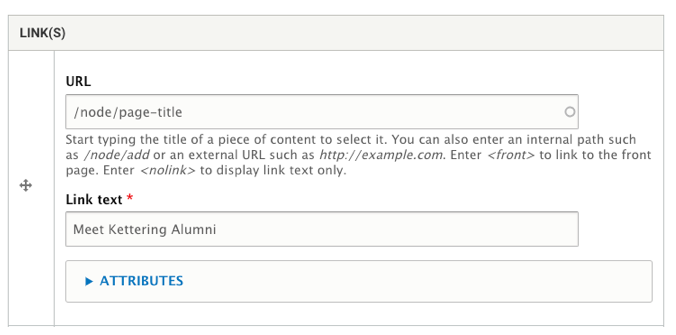 LINK(S)
URL
/node/page-title
Start typing the title of a piece of content to select it. You can also enter an internal path such
as /node/add or an external URL such as http://example.com. Enter <front> to link to the front
page. Enter <nolink> to display link text only.
Link text *
Meet Kettering Alumni
ATTRIBUTES